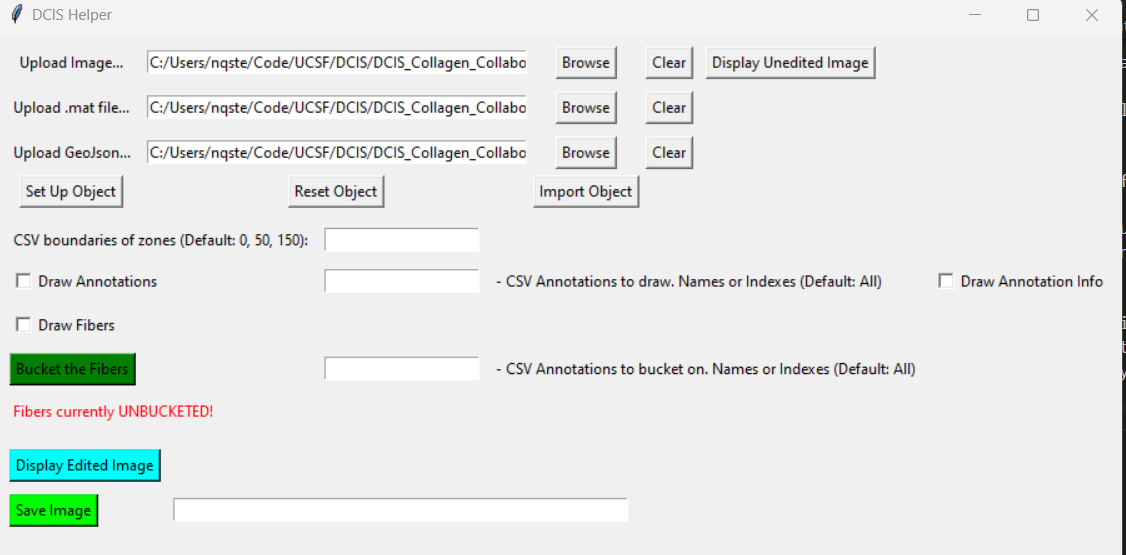 DCIS Helper
Upload Image... C:/Users/nqste/Code/UCSF/DCIS/DCIS_Collagen_Collabo Browse Clear Display Unedited Image
Upload .mat file... C:/Users/nqste/Code/UCSF/DCIS/DCIS_Collagen_Collabo Browse Clear
Upload GeoJson... C:/Users/nqste/Code/UCSF/DCIS/DCIS_Collagen_Collabo Browse Clear
Set Up Object Reset Object Import Object
CSV boundaries of zones (Default: 0, 50, 150):
Draw Annotations - CSV Annotations to draw. Names or Indexes (Default: All) Draw Annotation Info
Draw Fibers
Bucket the Fibers - CSV Annotations to bucket on. Names or Indexes (Default: All)
Fibers currently UNBUCKETED!
Display Edited Image
Save Image